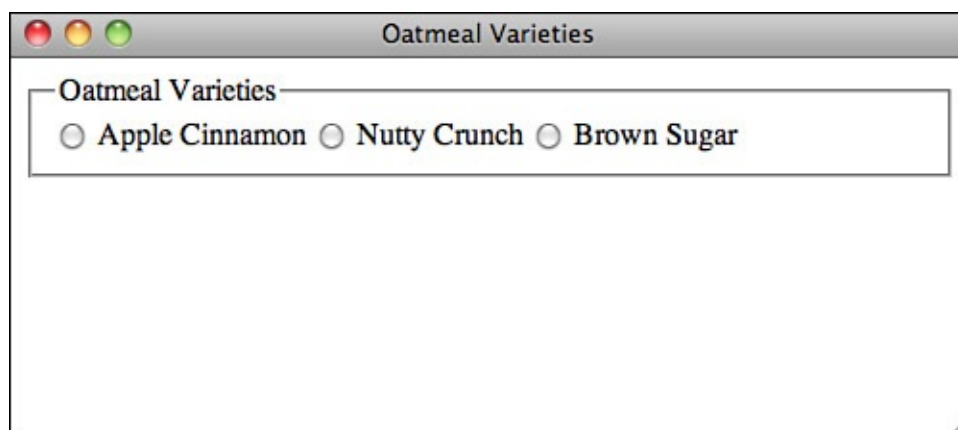 Oatmeal Varieties
Oatmeal Varieties
Apple Cinnamon Nutty Crunch Brown Sugar